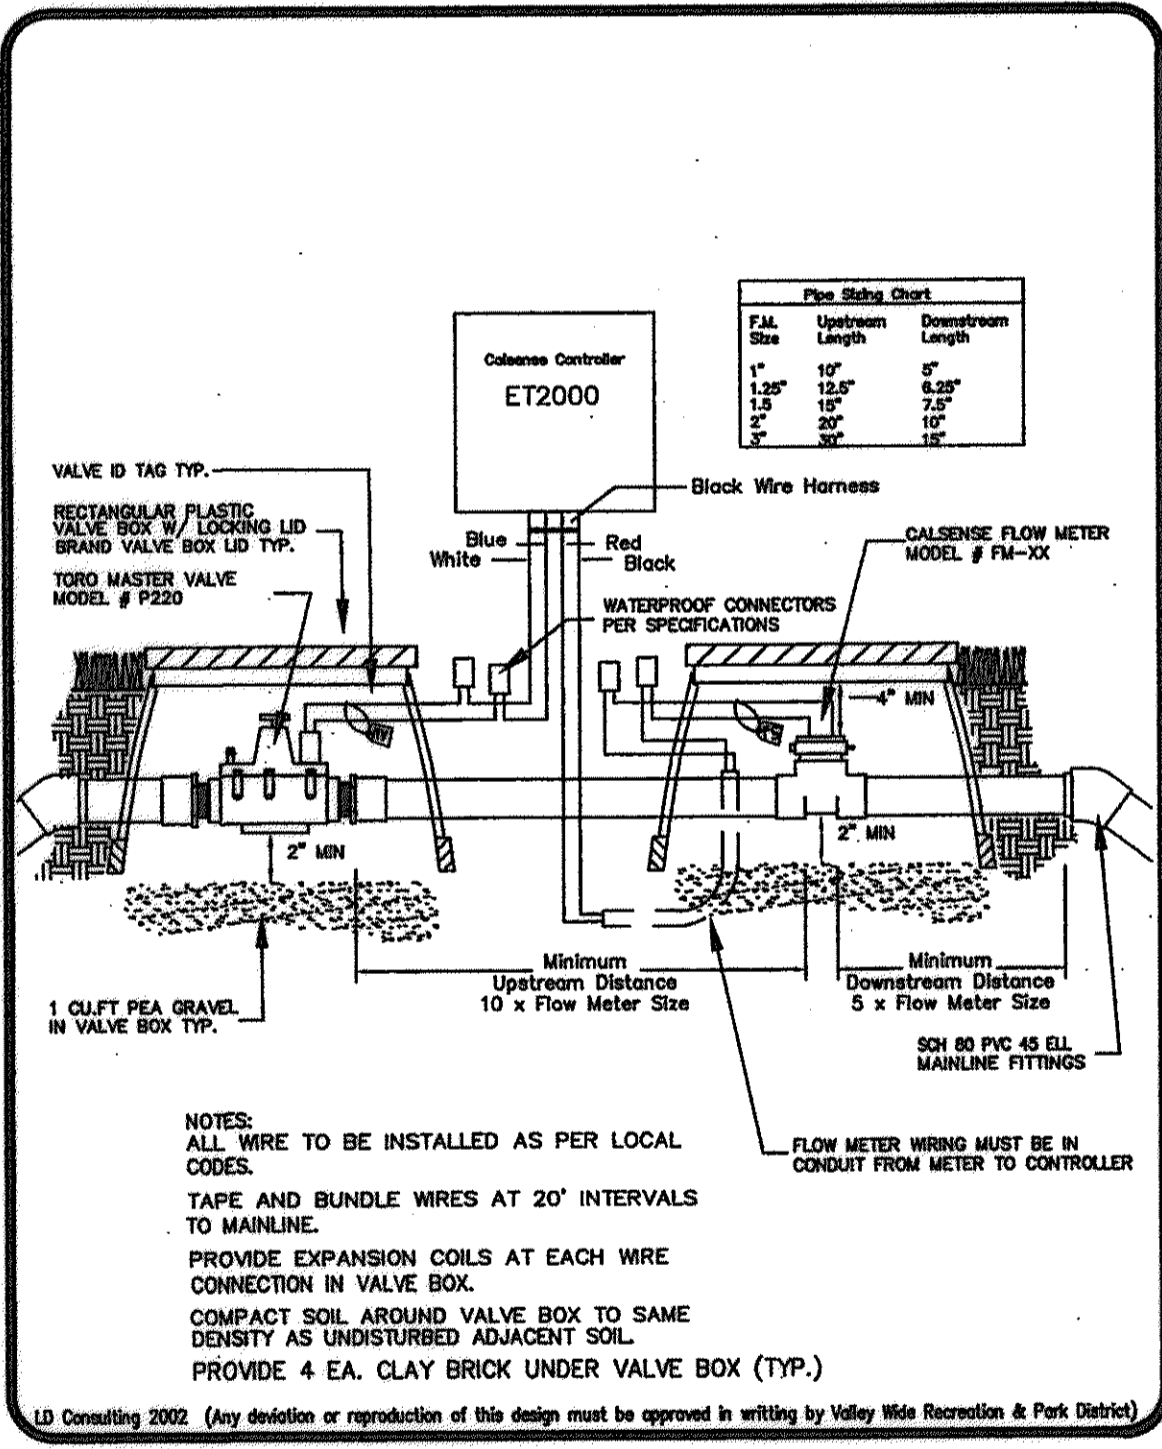 Pipe Sizing Chart
F.M. Size Upstream Length Downstream Length
1" 10" 5"
1.25" 12.5" 6.25"
1.5 15" 7.5"
2" 20" 10"
3" 30" 15"
Calsense Controller
ET2000
VALVE ID TAG TYP.
RECTANGULAR PLASTIC
VALVE BOX W/ LOCKING LID
BRAND VALVE BOX LID TYP.
TORO MASTER VALVE
MODEL # P220
Black Wire Harness
Blue
White
Red
Black
CALSENSE FLOW METER
MODEL # FM-XX
WATERPROOF CONNECTORS
PER SPECIFICATIONS
4" MIN
2" MIN
2" MIN
Minimum
Upstream Distance
10 x Flow Meter Size
Minimum
Downstream Distance
5 x Flow Meter Size
1 CU.FT PEA GRAVEL
IN VALVE BOX TYP.
SCH 80 PVC 45 ELL
MAINLINE FITTINGS
FLOW METER WIRING MUST BE IN
CONDUIT FROM METER TO CONTROLLER
NOTES:
ALL WIRE TO BE INSTALLED AS PER LOCAL
CODES.
TAPE AND BUNDLE WIRES AT 20' INTERVALS
TO MAINLINE.
PROVIDE EXPANSION COILS AT EACH WIRE
CONNECTION IN VALVE BOX.
COMPACT SOIL AROUND VALVE BOX TO SAME
DENSITY AS UNDISTURBED ADJACENT SOIL.
PROVIDE 4 EA. CLAY BRICK UNDER VALVE BOX (TYP.)
LD Consulting 2002 (Any deviation or reproduction of this design must be approved in writting by Valley Wide Recreation & Park District)